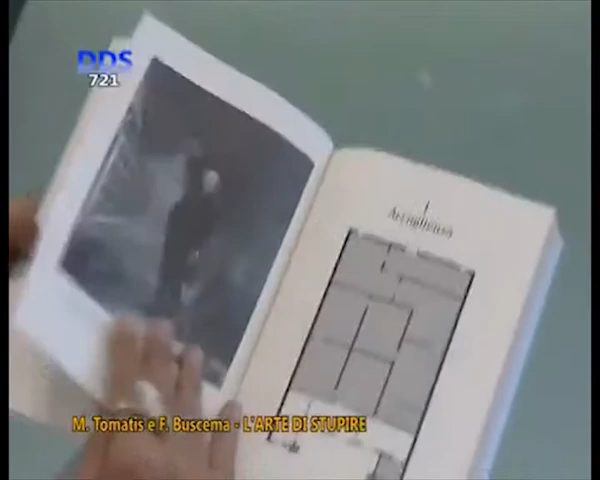 DDS
721
Accoglienza
M. Tomatis e F. Buscema - L'ARTE DI STUPIRE